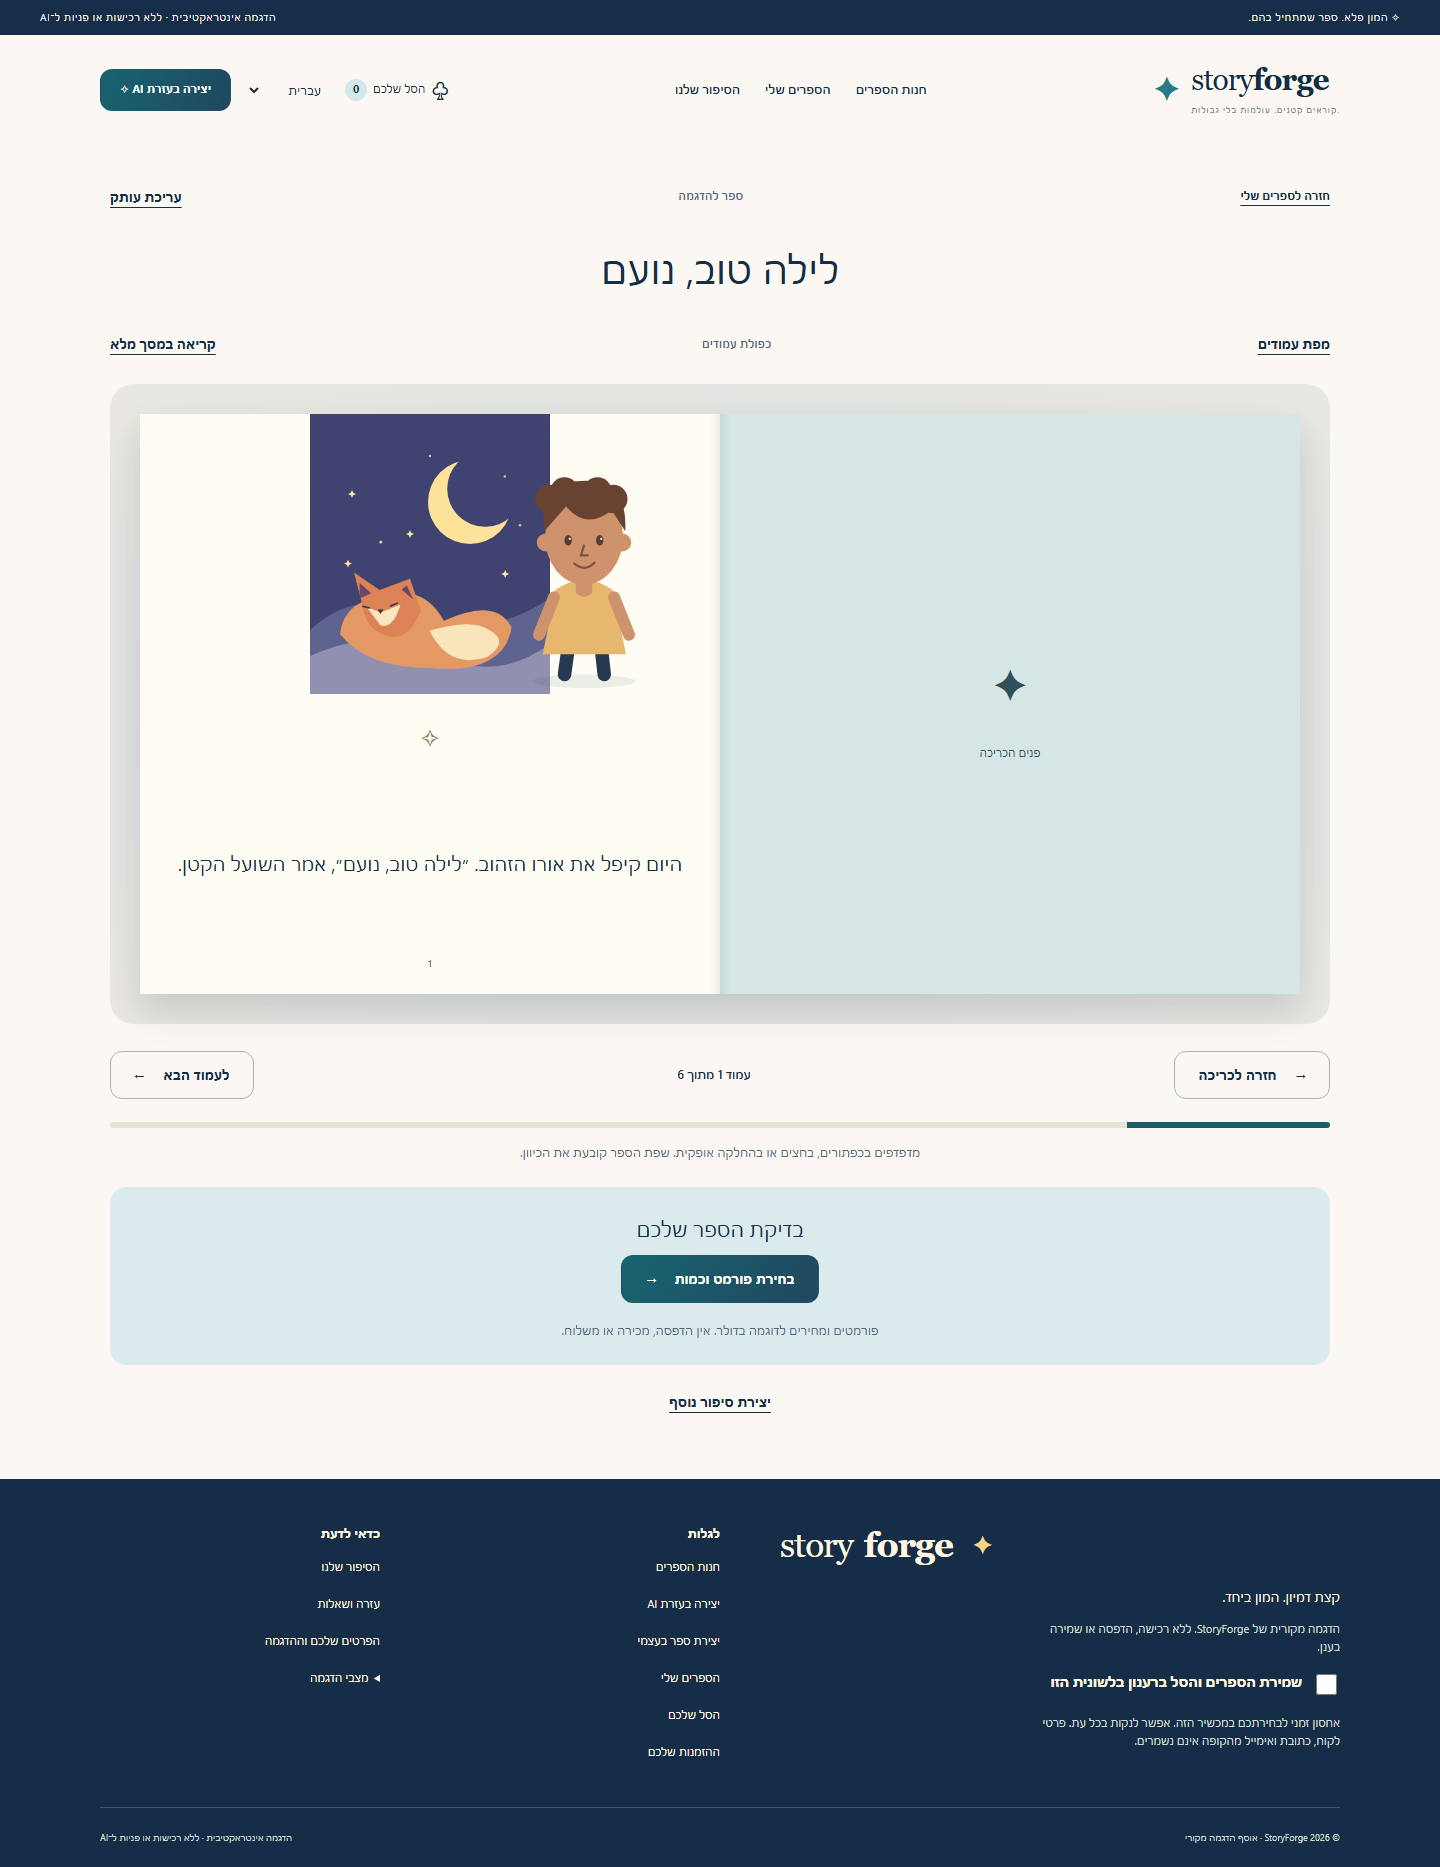 ✧ המון פלא. ספר שמתחיל בהם.
הדגמה אינטראקטיבית · ללא רכישות או פניות ל־AI
storyforge
קוראים קטנים. עולמות בלי גבולות.
חנות הספרים
הספרים שלי
הסיפור שלנו
הסל שלכם 0
עברית
יצירה בעזרת AI ✧
חזרה לספרים שלי
ספר להדגמה
עריכת עותק
לילה טוב, נועם
מפת עמודים
כפולת עמודים
קריאה במסך מלא
פנים הכריכה
היום קיפל את אורו הזהוב. ״לילה טוב, נועם״, אמר השועל הקטן.
1
→ חזרה לכריכה
עמוד 1 מתוך 6
לעמוד הבא ←
מדפדפים בכפתורים, בחצים או בהחלקה אופקית. שפת הספר קובעת את הכיוון.
בדיקת הספר שלכם
בחירת פורמט וכמות →
פורמטים ומחירים לדוגמה בדולר. אין הדפסה, מכירה או משלוח.
יצירת סיפור נוסף
story forge
קצת דמיון. המון ביחד.
הדגמה מקורית של StoryForge. ללא רכישה, הדפסה או שמירה
בענן.
שמירת הספרים והסל ברענון בלשונית הזו
אחסון זמני לבחירתכם במכשיר הזה. אפשר לנקות בכל עת. פרטי
לקוח, כתובת ואימייל מהקופה אינם נשמרים.
לגלות
חנות הספרים
יצירה בעזרת AI
יצירת ספר בעצמי
הספרים שלי
הסל שלכם
ההזמנות שלכם
כדאי לדעת
הסיפור שלנו
עזרה ושאלות
הפרטים שלכם וההדגמה
מצבי הדגמה
© 2026 StoryForge · אוסף הדגמה מקורי
הדגמה אינטראקטיבית · ללא רכישות או פניות ל־AI